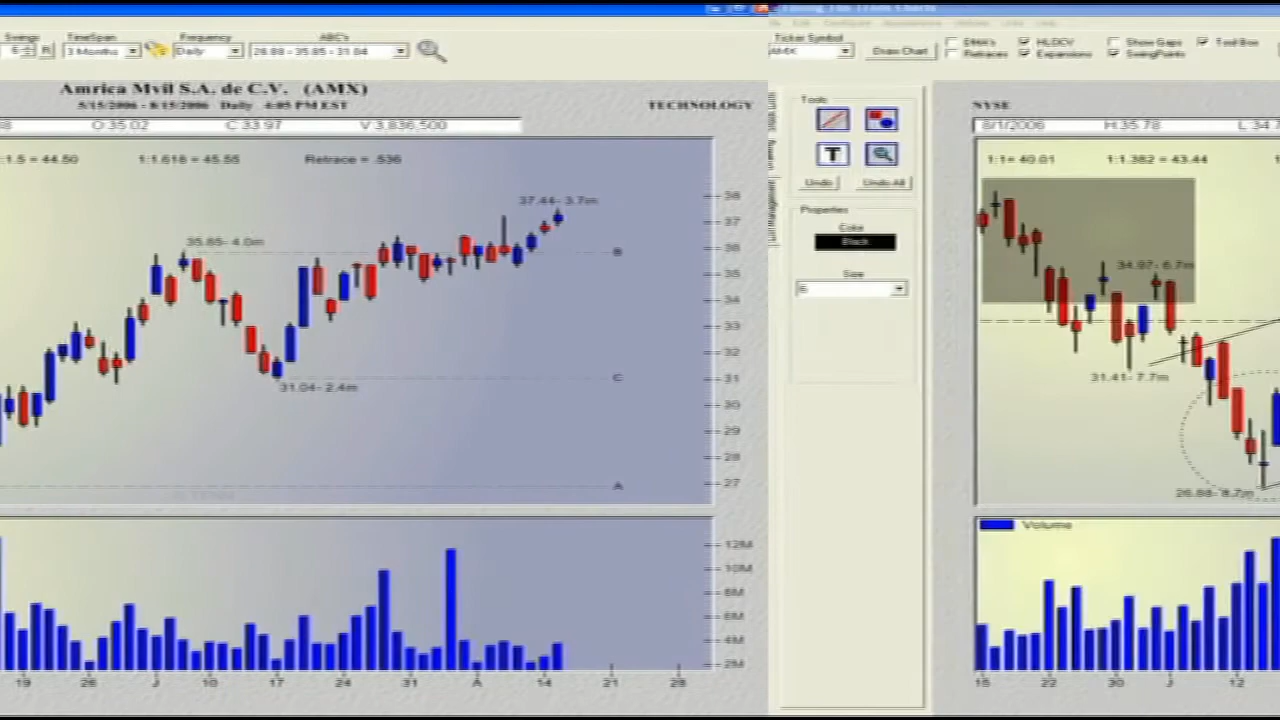 Swings
TimeSpan
Frequency
ABC's
6
R
3 Months
Daily
26.88 - 35.85 - 31.04
Amrica Mvil S.A. de C.V. (AMX)
5/15/2006 - 8/15/2006 Daily 4:05 PM EST
TECHNOLOGY
O:35.02
C:33.97
V:3,836,500
:1.5 = 44.50
1:1.618 = 45.55
Retrace = .536
37.44- 3.7m
35.85- 4.0m
31.04- 2.4m
B
C
A
38
37
36
35
34
33
32
31
30
29
28
27
12M
10M
8M
6M
4M
2M
19
26
J
10
17
24
31
A
14
21
28
Ticker Symbol
AMX
Draw Chart
EMA's
HLOCV
Show Gaps
Tool Box
Retraces
Expansions
SwingPoints
Tools
T
Undo
Undo All
Properties
Color
Black
Size
6
NYSE
8/1/2006
H:35.78
L:34.7
1:1= 40.01
1:1.382 = 43.44
34.97- 6.7m
31.41- 7.7m
26.88- 8.7m
Volume
15
22
30
J
12